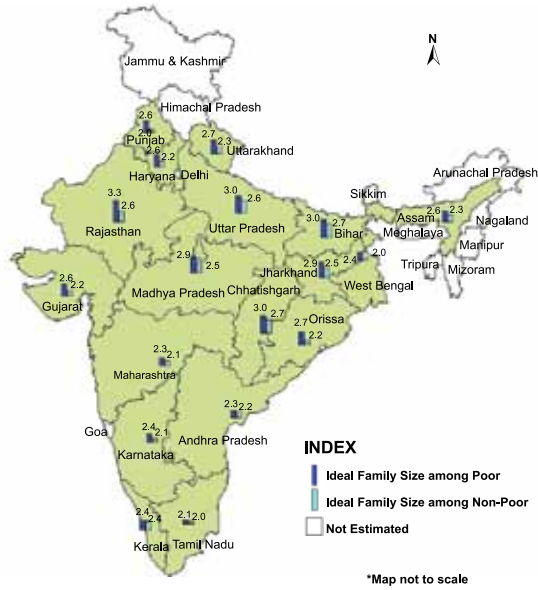 N
Jammu & Kashmir
Himachal Pradesh
2.6
2.0
Punjab
2.7
2.3
Uttarakhand
2.6
2.2
Haryana
Delhi
Arunachal Pradesh
3.3
2.6
Rajasthan
3.0
2.6
Uttar Pradesh
Sikkim
3.0
2.7
Bihar
2.6
2.3
Assam
Nagaland
Meghalaya
Manipur
Tripura
Mizoram
2.9
2.5
Madhya Pradesh
2.9
2.5
Jharkhand
2.4
2.0
West Bengal
2.6
2.2
Gujarat
Chhatishgarh
3.0
2.7
Orissa
2.7
2.2
2.3
2.1
Maharashtra
2.3
2.2
Andhra Pradesh
Goa
2.4
2.1
Karnataka
2.4
2.4
Kerala
2.1
2.0
Tamil Nadu
INDEX
Ideal Family Size among Poor
Ideal Family Size among Non-Poor
Not Estimated
*Map not to scale